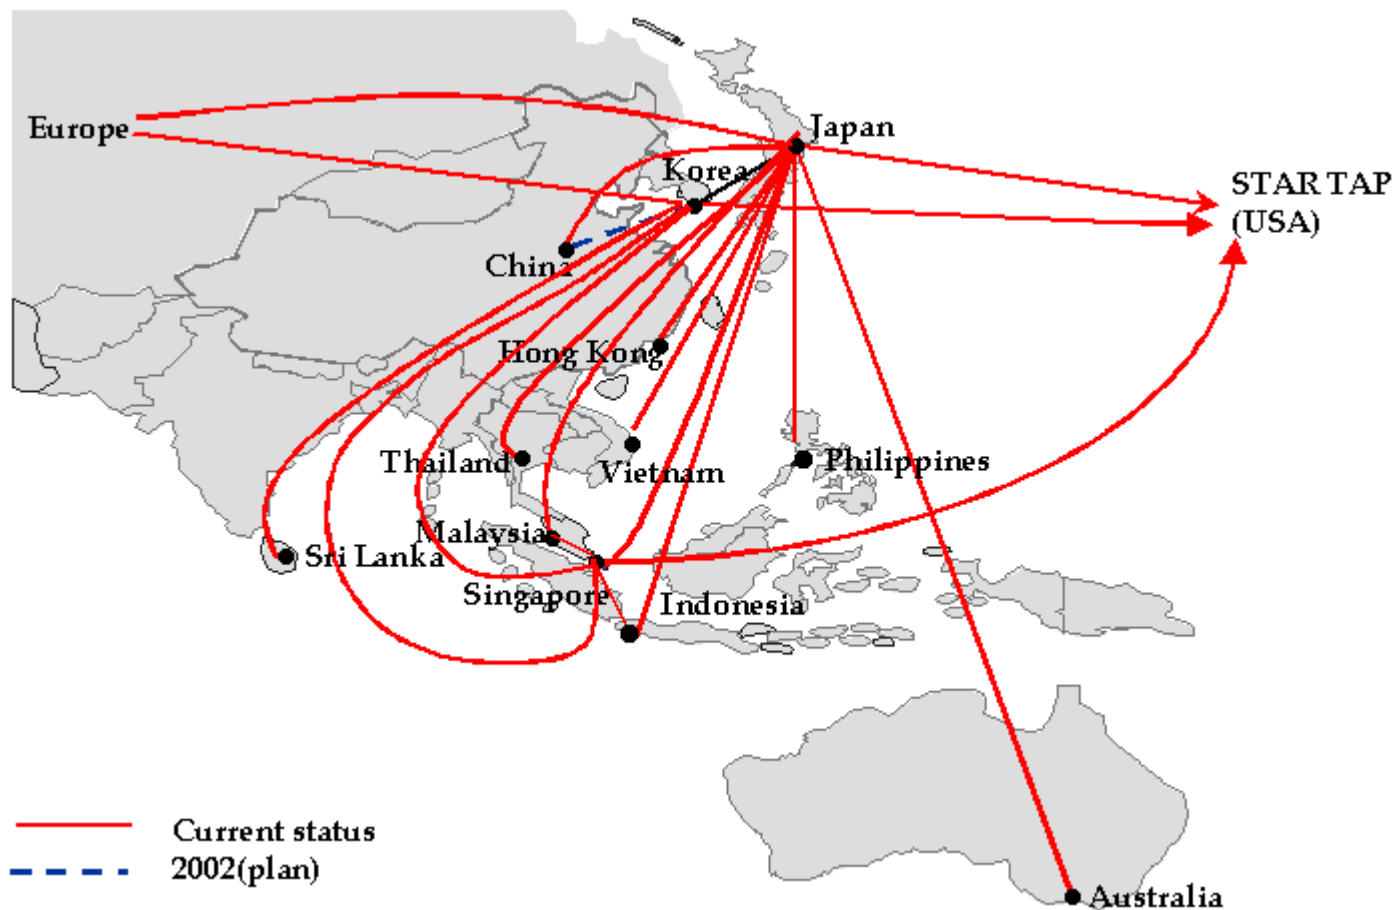 Japan
Europe
Korea
STAR TAP
(USA)
China
Hong Kong
Thailand
Vietnam
Philippines
Malaysia
Sri Lanka
Singapore
Indonesia
Current status
2002(plan)
Australia